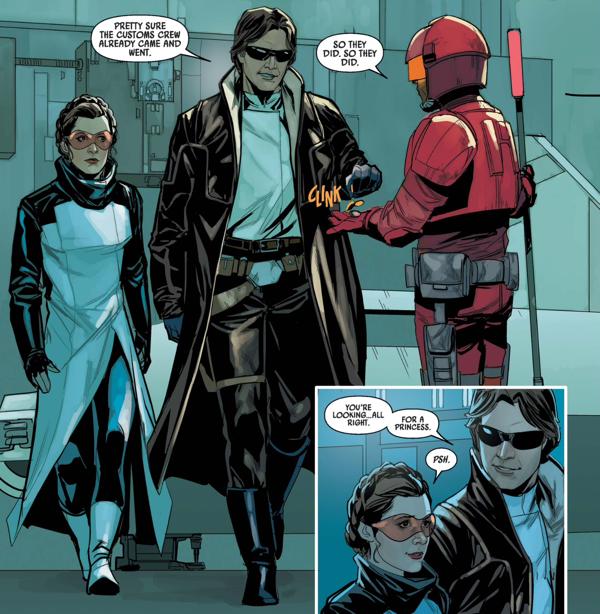 PRETTY SURE
THE CUSTOMS CREW
ALREADY CAME AND
WENT.
SO THEY
DID. SO THEY
DID.
CLINK
YOU'RE
LOOKING...ALL
RIGHT.
FOR A
PRINCESS.
PSH.